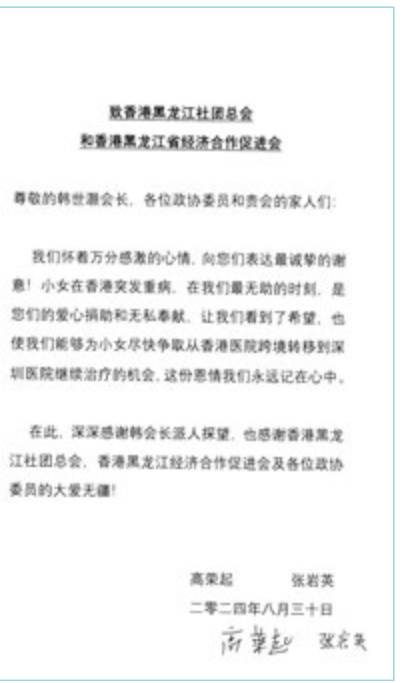 致香港黑龙江社团总会
和香港黑龙江省经济合作促进会
尊敬的韩世灏会长,各位政协委员和贵会的家人们:
我们怀着万分感激的心情,向您们表达最诚挚的谢
意!小女在香港突发重病,在我们最无助的时刻,是
您们的爱心捐助和无私奉献,让我们看到了希望,也
使我们能够为小女尽快争取从香港医院跨境转移到深
圳医院继续治疗的机会,这份恩情我们永远记在心中。
在此,深深感谢韩会长派人探望,也感谢香港黑龙
江社团总会,香港黑龙江经济合作促进会及各位政协
委员的大爱无疆!
高荣起 张岩英
二零二四年八月三十日
高荣起 张岩英